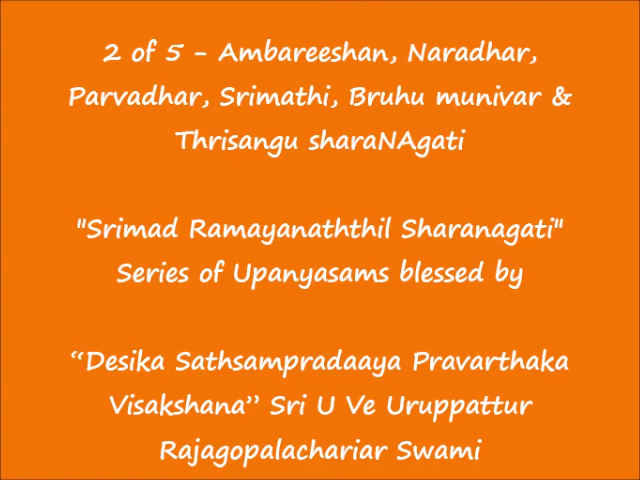 2 of 5 - Ambareeshan, Naradhar,
Parvadhar, Srimathi, Bruhu munivar &
Thrisangu sharaNAgati
"Srimad Ramayanaththil Sharanagati"
Series of Upanyasams blessed by
“Desika Sathsampradaaya Pravarthaka
Visakshana” Sri U Ve Uruppattur
Rajagopalachariar Swami